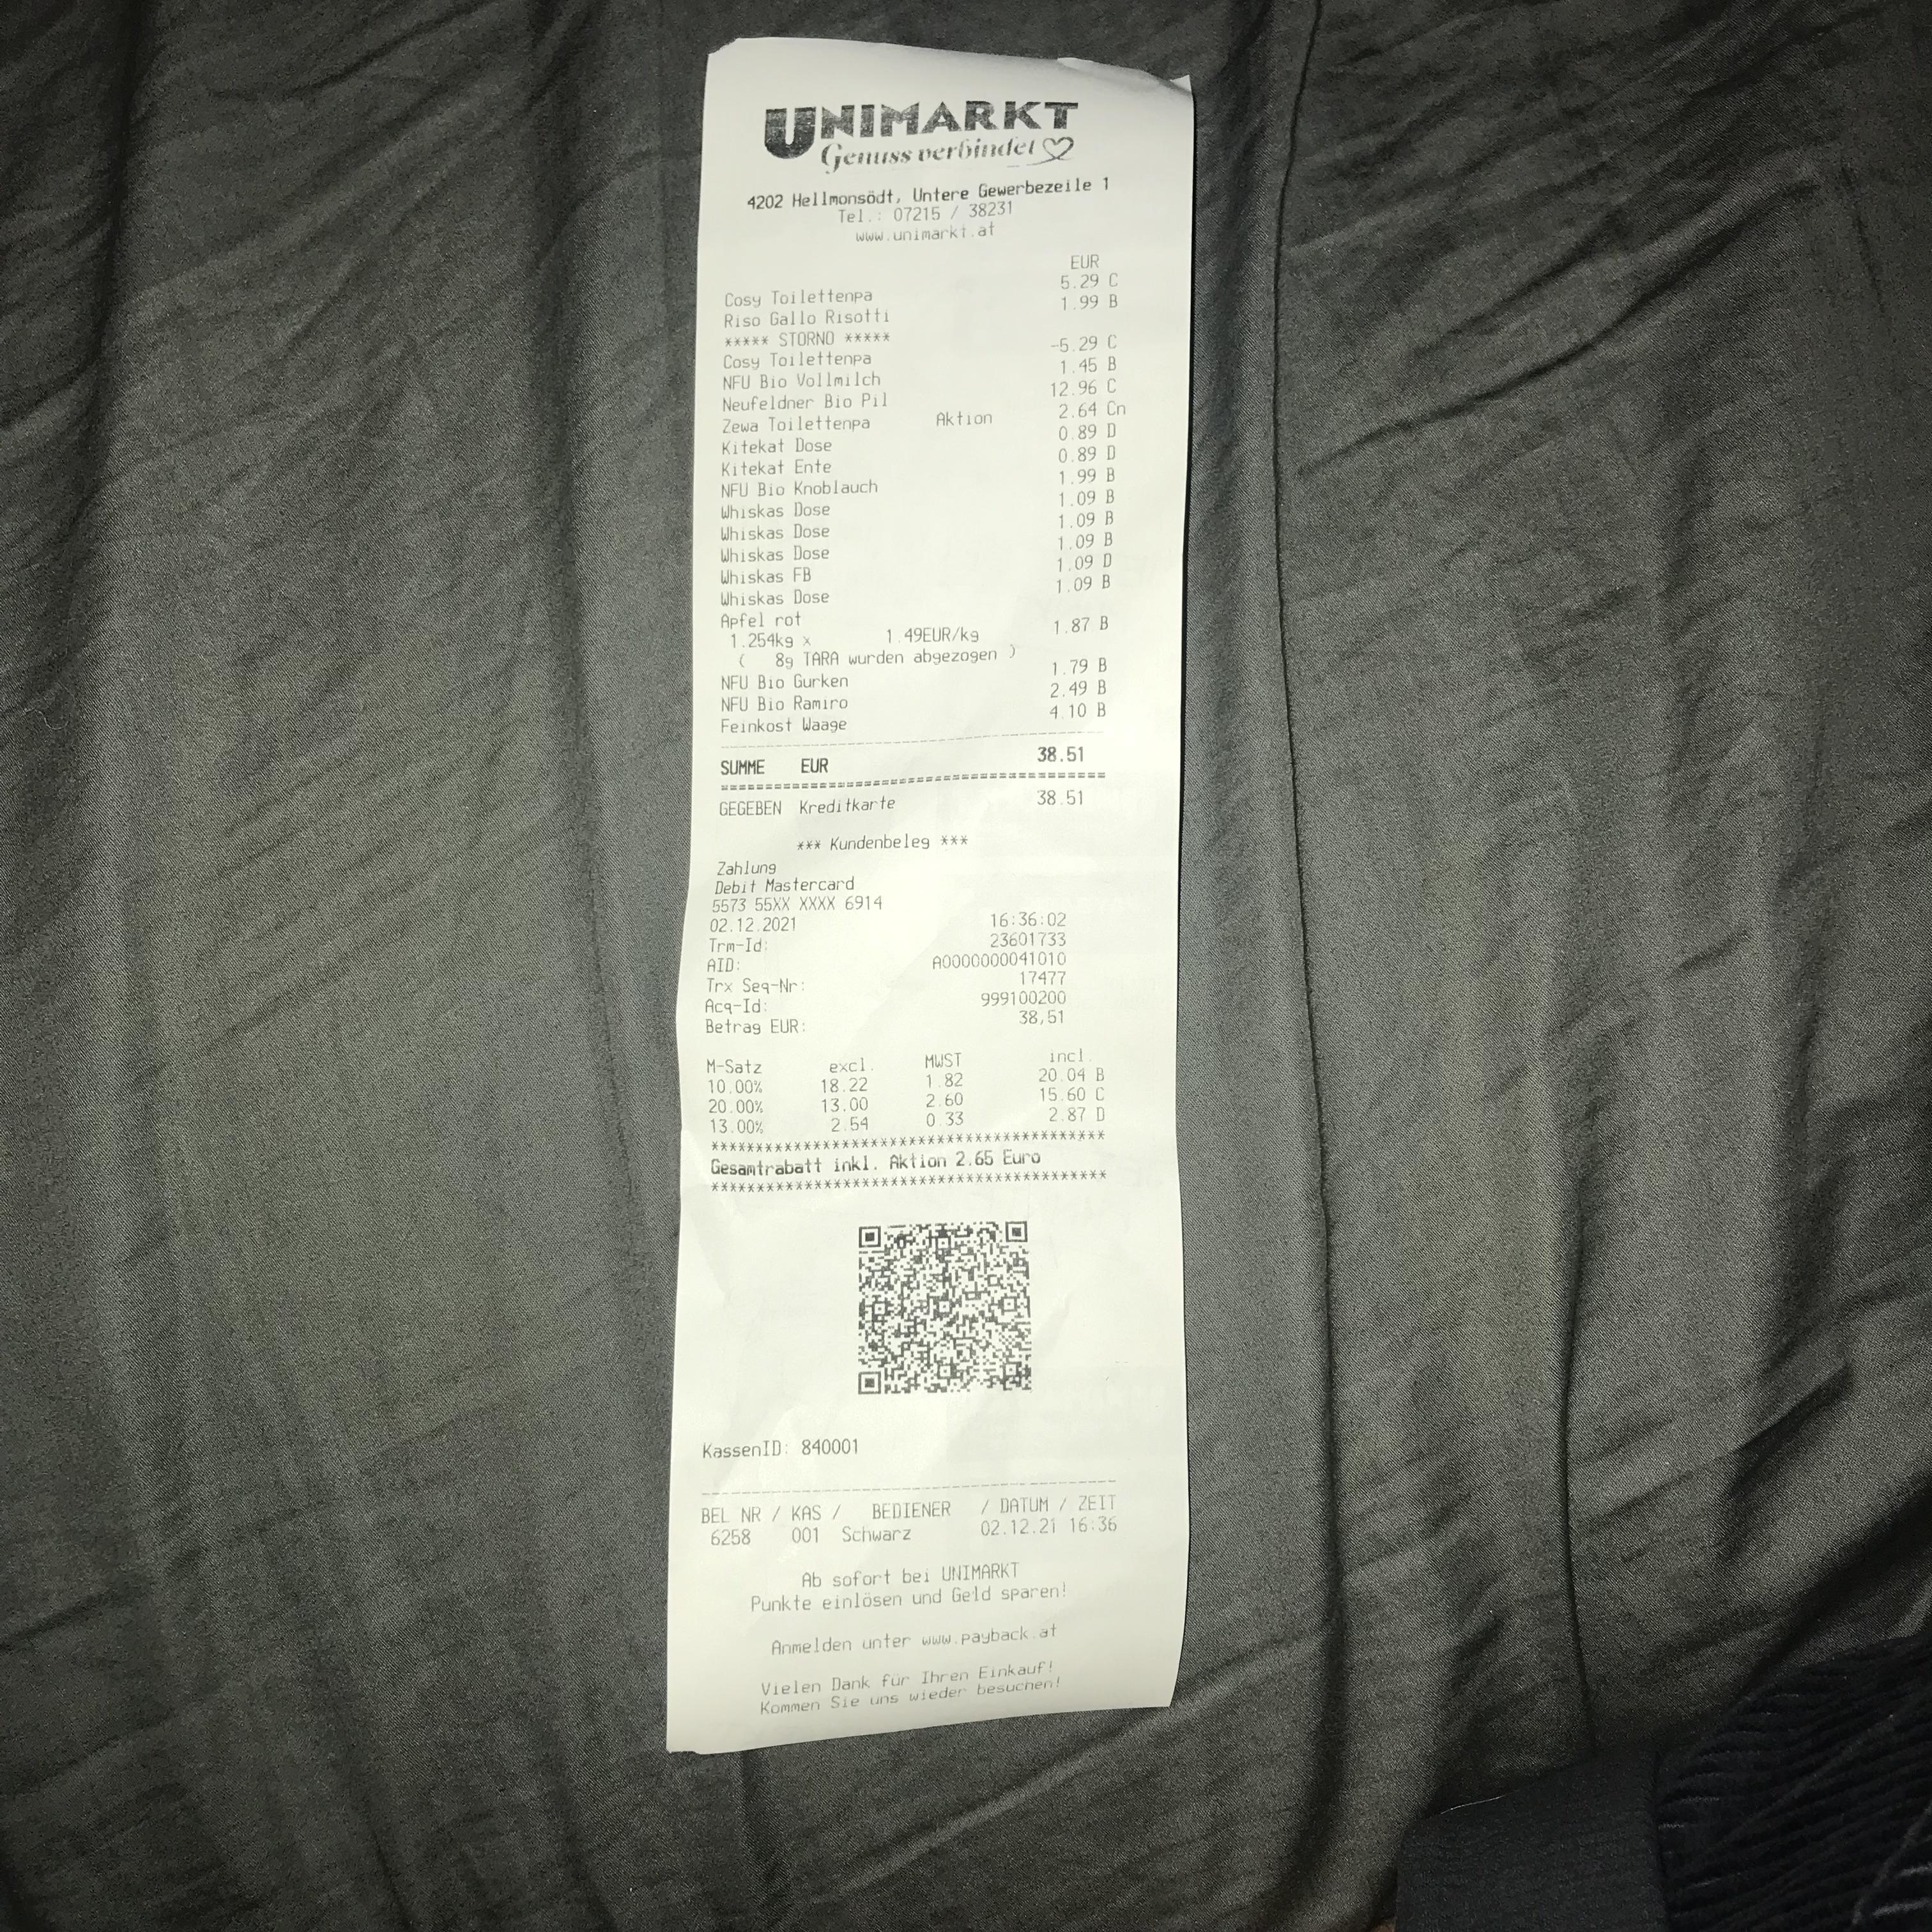 UNIMARKT
Genuss verbindet
4202 Hellmonsödt, Untere Gewerbezeile 1
Tel.: 07215 / 38231
www.unimarkt.at
EUR
Cosy Toilettenpa 5.29 C
Riso Gallo Risotti 1.99 B
***** STORNO *****
Cosy Toilettenpa -5.29 C
NFU Bio Vollmilch 1.45 B
Neufeldner Bio Pil 12.96 C
Zewa Toilettenpa Aktion 2.64 Cn
Kitekat Dose 0.89 D
Kitekat Ente 0.89 D
NFU Bio Knoblauch 1.99 B
Whiskas Dose 1.09 B
Whiskas Dose 1.09 B
Whiskas Dose 1.09 B
Whiskas FB 1.09 D
Whiskas Dose 1.09 B
Apfel rot
1.254kg x 1.49EUR/kg 1.87 B
( 8g TARA wurden abgezogen )
NFU Bio Gurken 1.79 B
NFU Bio Ramiro 2.49 B
Feinkost Waage 4.10 B
SUMME EUR 38.51
GEGEBEN Kreditkarte 38.51
*** Kundenbeleg ***
Zahlung
Debit Mastercard
5573 55XX XXXX 6914
02.12.2021 16:36:02
Trm-Id: 23601733
AID: A0000000041010
Trx Seq-Nr: 17477
Acq-Id: 999100200
Betrag EUR: 38,51
M-Satz excl. MWST incl.
10.00% 18.22 1.82 20.04 B
20.00% 13.00 2.60 15.60 C
13.00% 2.54 0.33 2.87 D
****************************************
Gesamtrabatt inkl. Aktion 2.65 Euro
****************************************
KassenID: 840001
BEL NR / KAS / BEDIENER / DATUM / ZEIT
6258 001 Schwarz 02.12.21 16:36
Ab sofort bei UNIMARKT
Punkte einlösen und Geld sparen!
Anmelden unter www.payback.at
Vielen Dank für Ihren Einkauf!
Kommen Sie uns wieder besuchen!